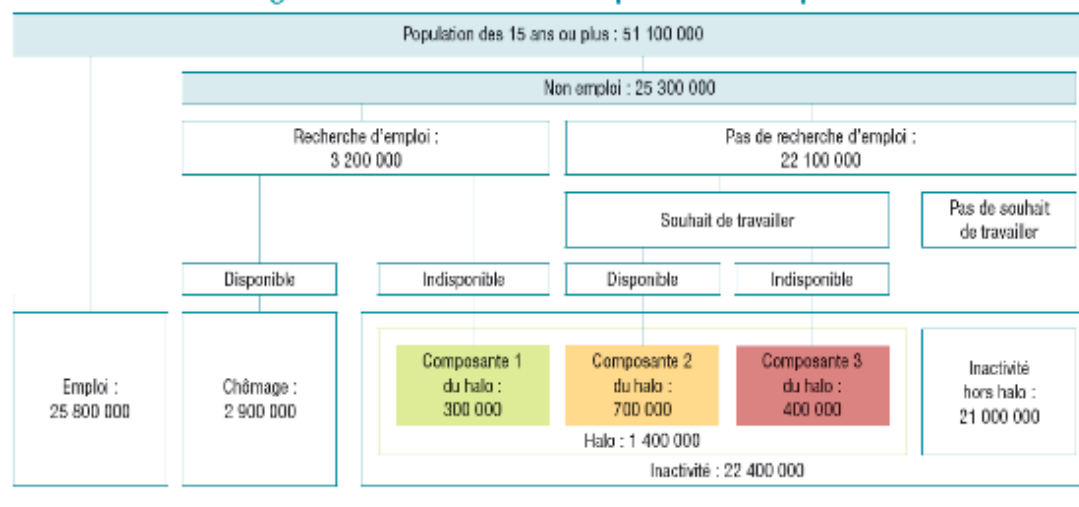 Population des 15 ans ou plus : 51 100 000
Non emploi : 25 300 000
Recherche d'emploi :
3 200 000
Pas de recherche d'emploi :
22 100 000
Souhait de travailler
Pas de souhait
de travailler
Disponible
Indisponible
Disponible
Indisponible
Emploi :
25 800 000
Chômage :
2 900 000
Composante 1
du halo :
300 000
Composante 2
du halo :
700 000
Composante 3
du halo :
400 000
Halo : 1 400 000
Inactivité
hors halo :
21 000 000
Inactivité : 22 400 000